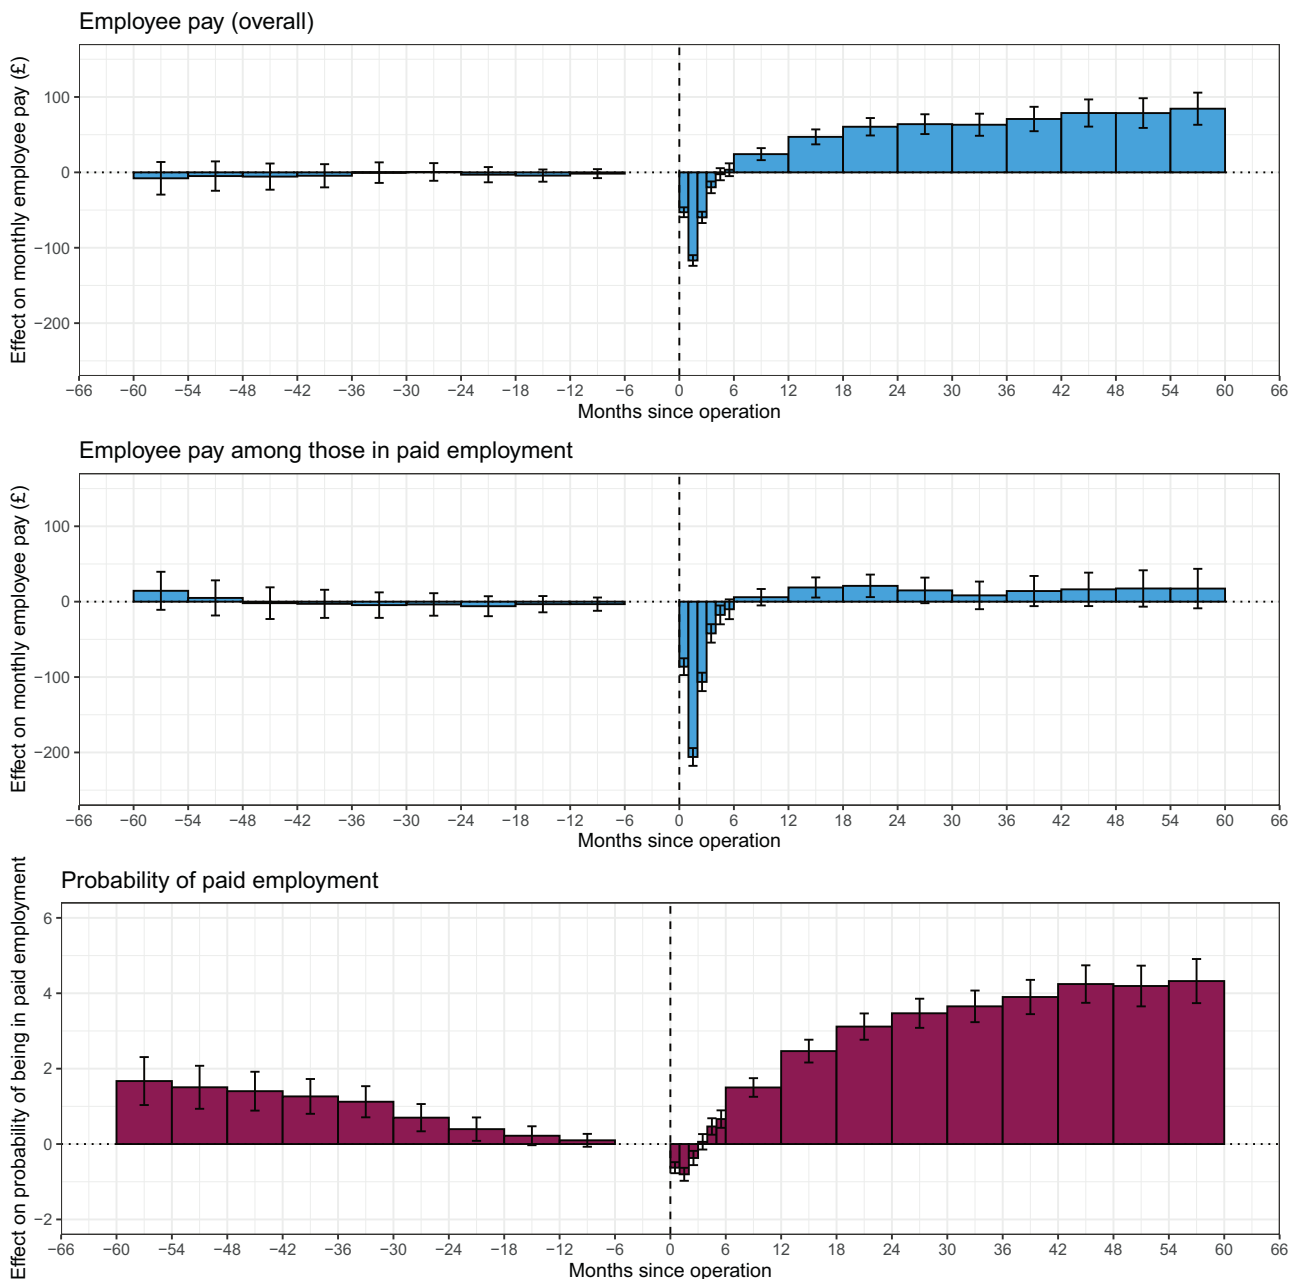 Employee pay (overall)
Effect on monthly employee pay (£)
100
0
−100
−200
−66 −60 −54 −48 −42 −36 −30 −24 −18 −12 −6 0 6 12 18 24 30 36 42 48 54 60 66
Months since operation
Employee pay among those in paid employment
Effect on monthly employee pay (£)
100
0
−100
−200
−66 −60 −54 −48 −42 −36 −30 −24 −18 −12 −6 0 6 12 18 24 30 36 42 48 54 60 66
Months since operation
Probability of paid employment
Effect on probability of being in paid employment
6
4
2
0
−2
−66 −60 −54 −48 −42 −36 −30 −24 −18 −12 −6 0 6 12 18 24 30 36 42 48 54 60 66
Months since operation